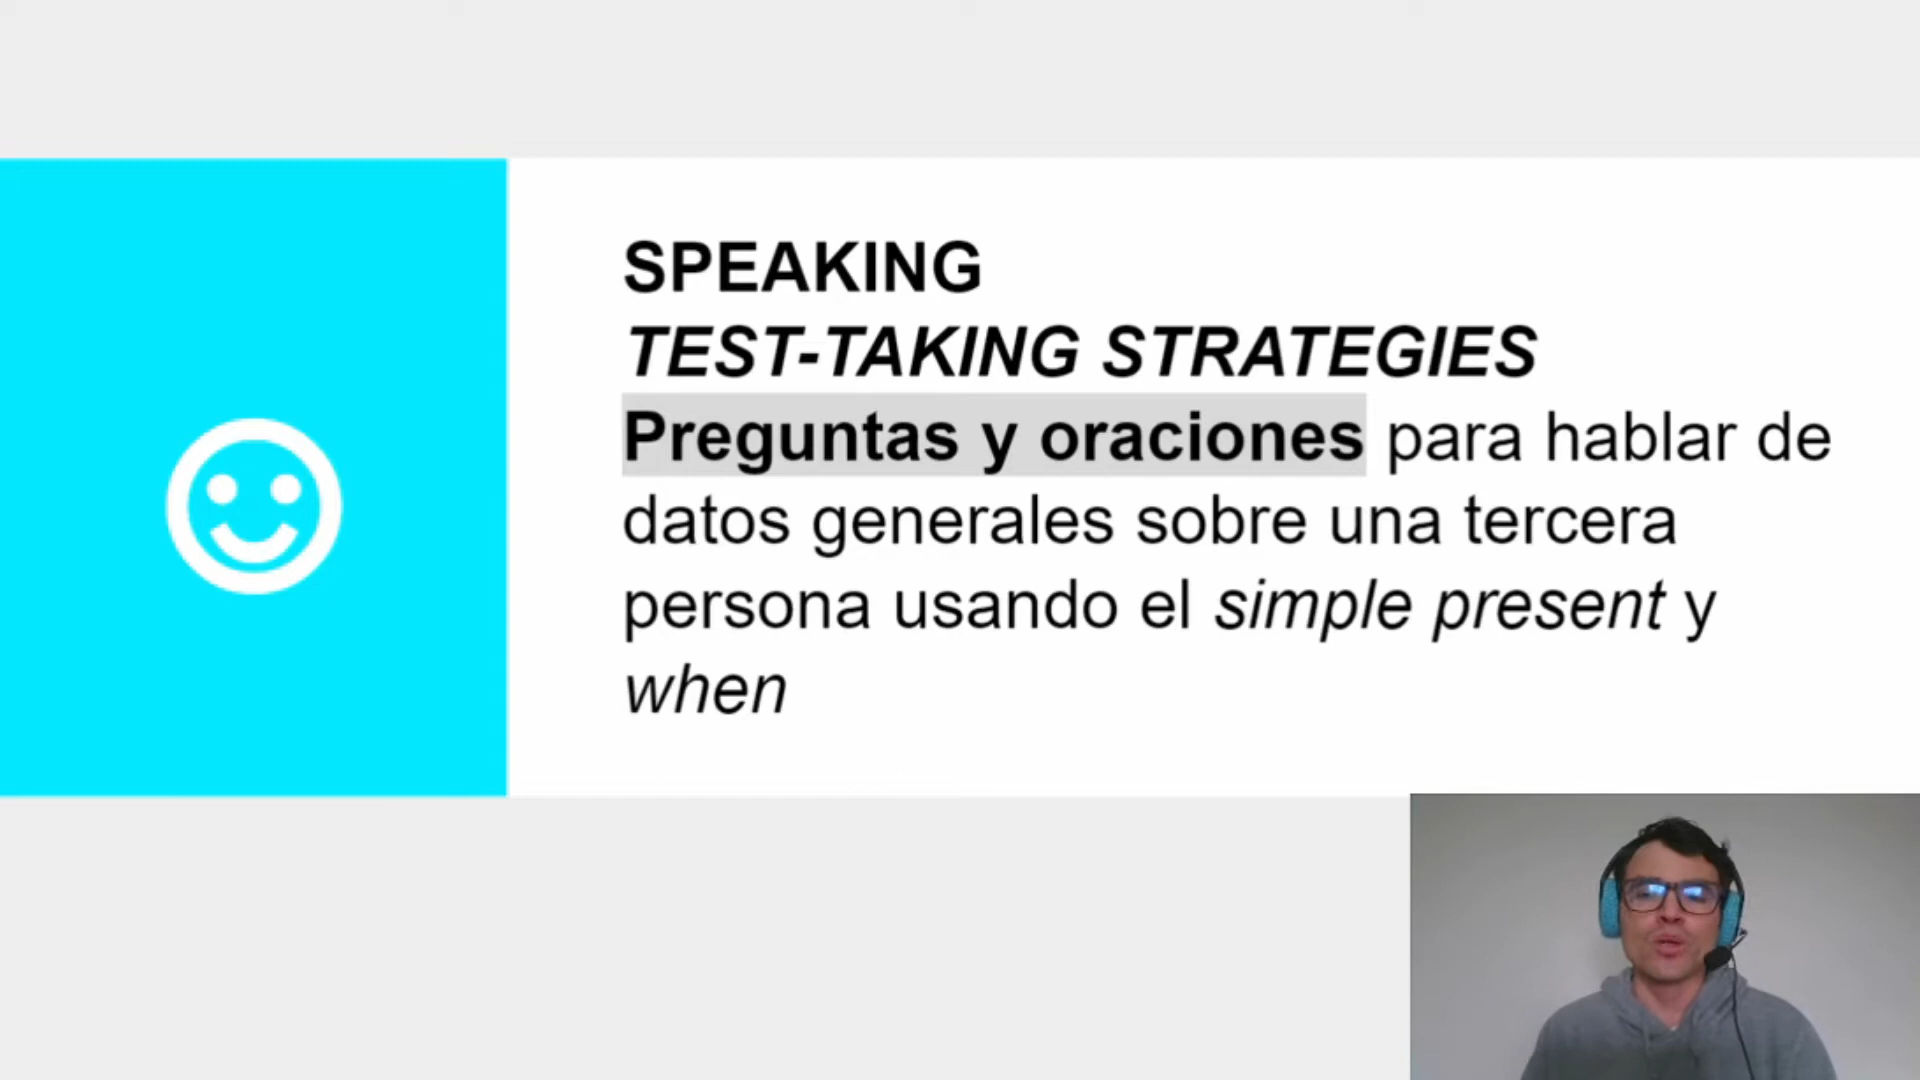 SPEAKING
TEST-TAKING STRATEGIES
Preguntas y oraciones para hablar de
datos generales sobre una tercera
persona usando el simple present y
when